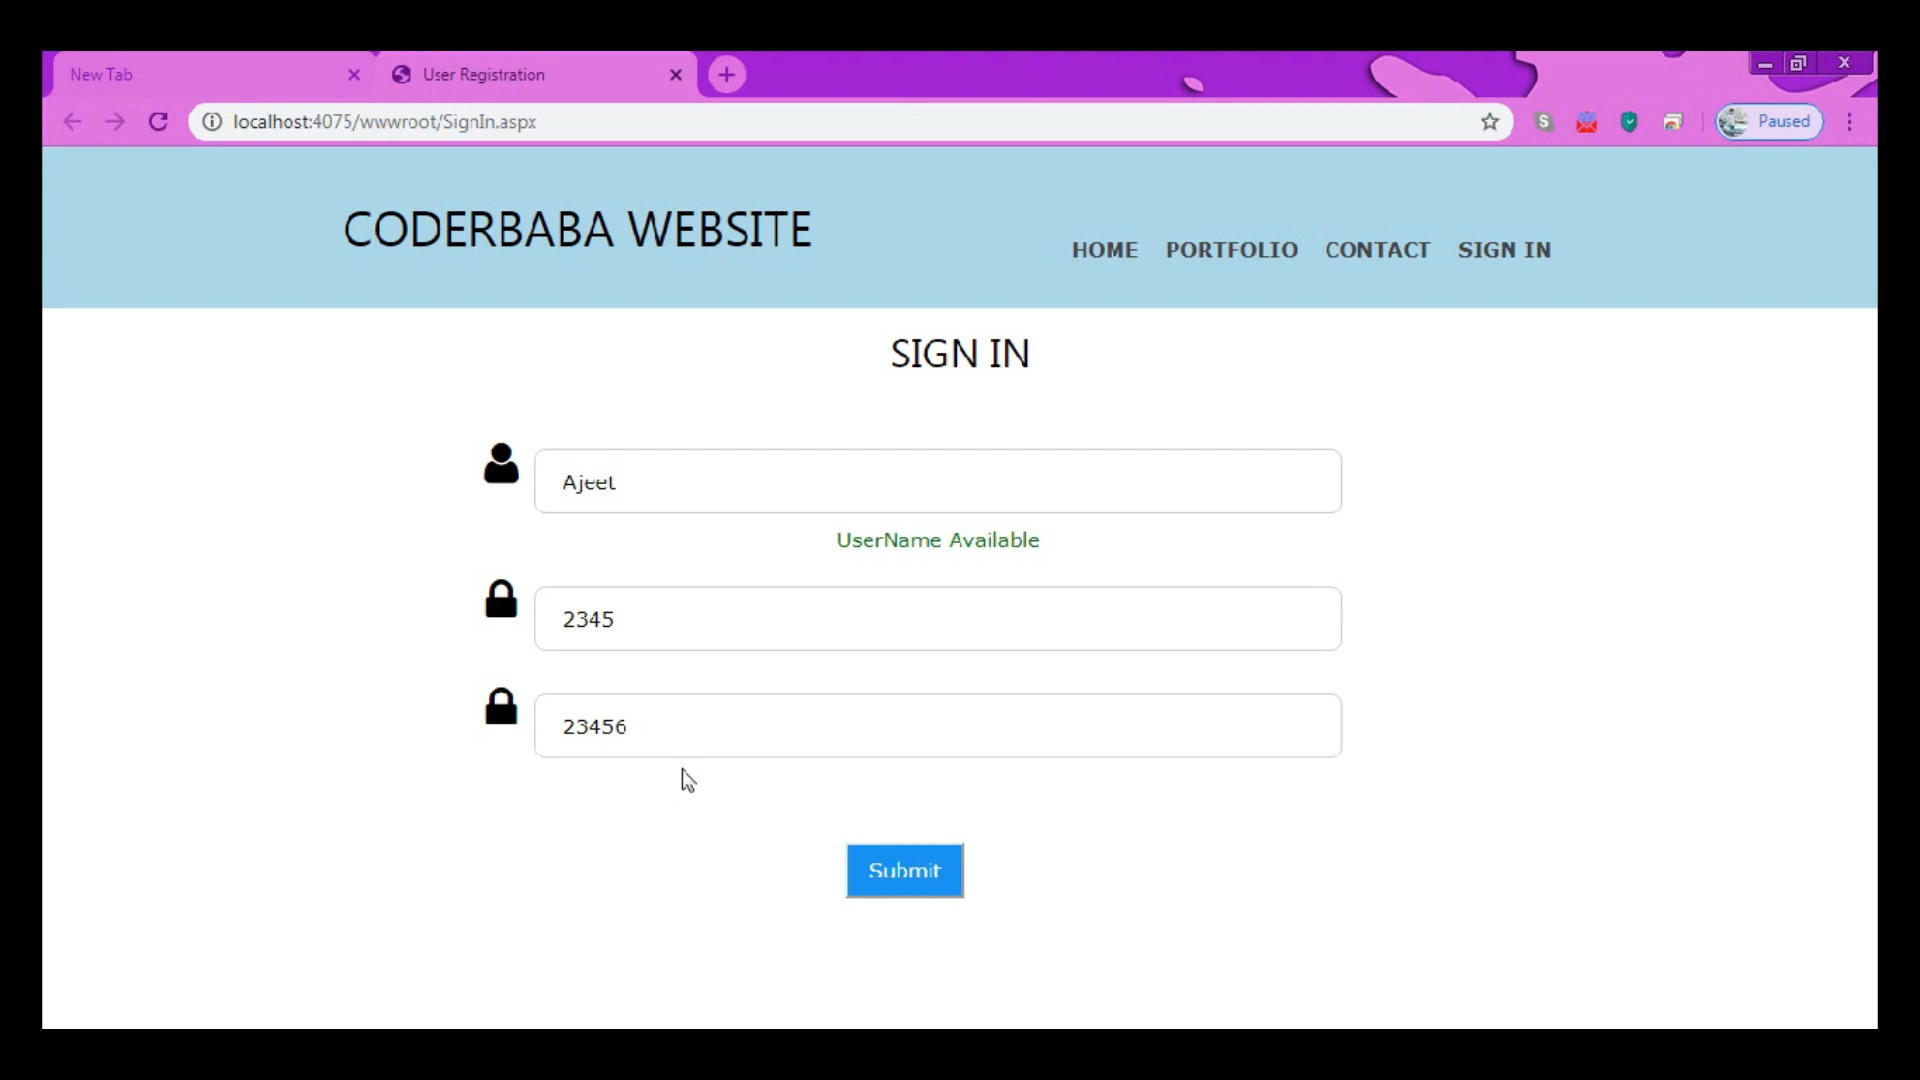 New Tab
User Registration
localhost:4075/wwwroot/SignIn.aspx
S
Paused
CODERBABA WEBSITE
HOME PORTFOLIO CONTACT SIGN IN
SIGN IN
Ajeet
UserName Available
2345
23456
Submit